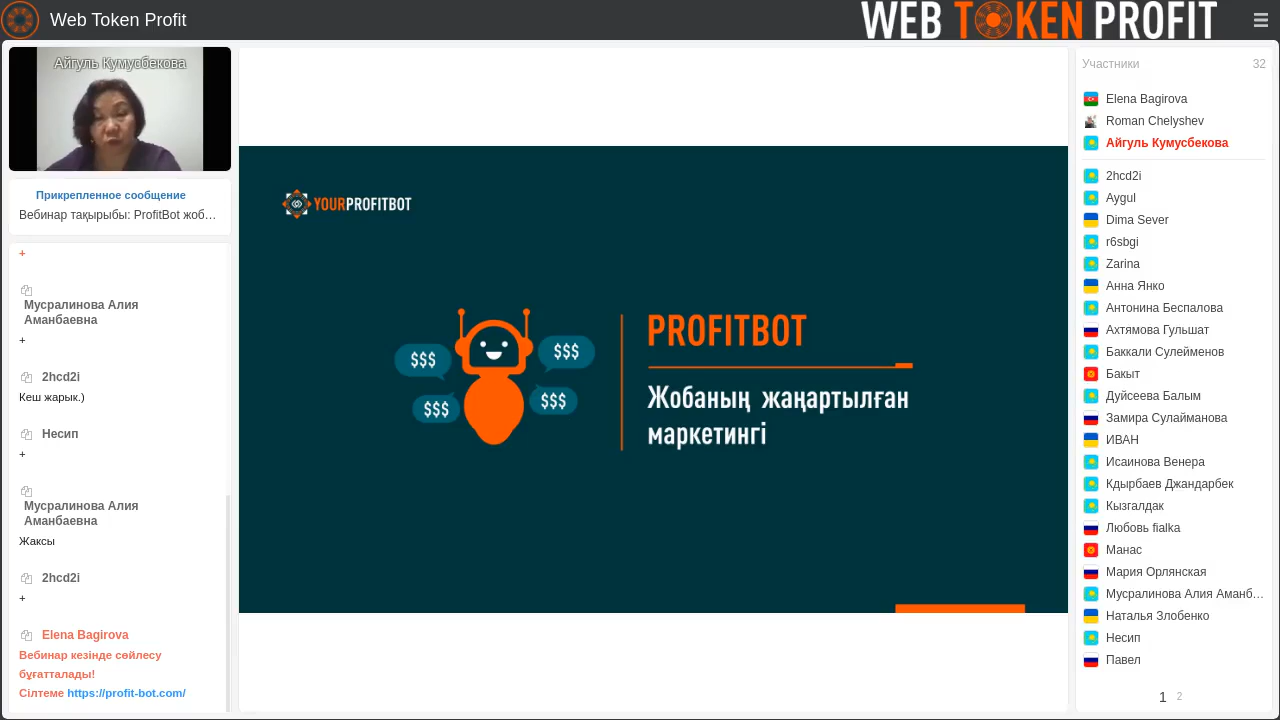 Web Token Profit
WEB TOKEN PROFIT
Айгуль Кумусбекова
Прикрепленное сообщение
Вебинар тақырыбы: ProfitBot жоб…
+
Мусралинова Алия
Аманбаевна
+
2hcd2i
Кеш жарык.)
Несип
+
Мусралинова Алия
Аманбаевна
Жаксы
2hcd2i
+
Elena Bagirova
Вебинар кезінде сөйлесу
бұғатталады!
Сілтеме https://profit-bot.com/
YOURPROFITBOT
$$$
$$$
$$$
$$$
PROFITBOT
Жобаның жаңартылған
маркетингі
Участники 32
Elena Bagirova
Roman Chelyshev
Айгуль Кумусбекова
2hcd2i
Aygul
Dima Sever
r6sbgi
Zarina
Анна Янко
Антонина Беспалова
Ахтямова Гульшат
Баккали Сулейменов
Бакыт
Дуйсеева Балым
Замира Сулайманова
ИВАН
Исаинова Венера
Кдырбаев Джандарбек
Кызгалдак
Любовь fialka
Манас
Мария Орлянская
Мусралинова Алия Аманб…
Наталья Злобенко
Несип
Павел
1 2